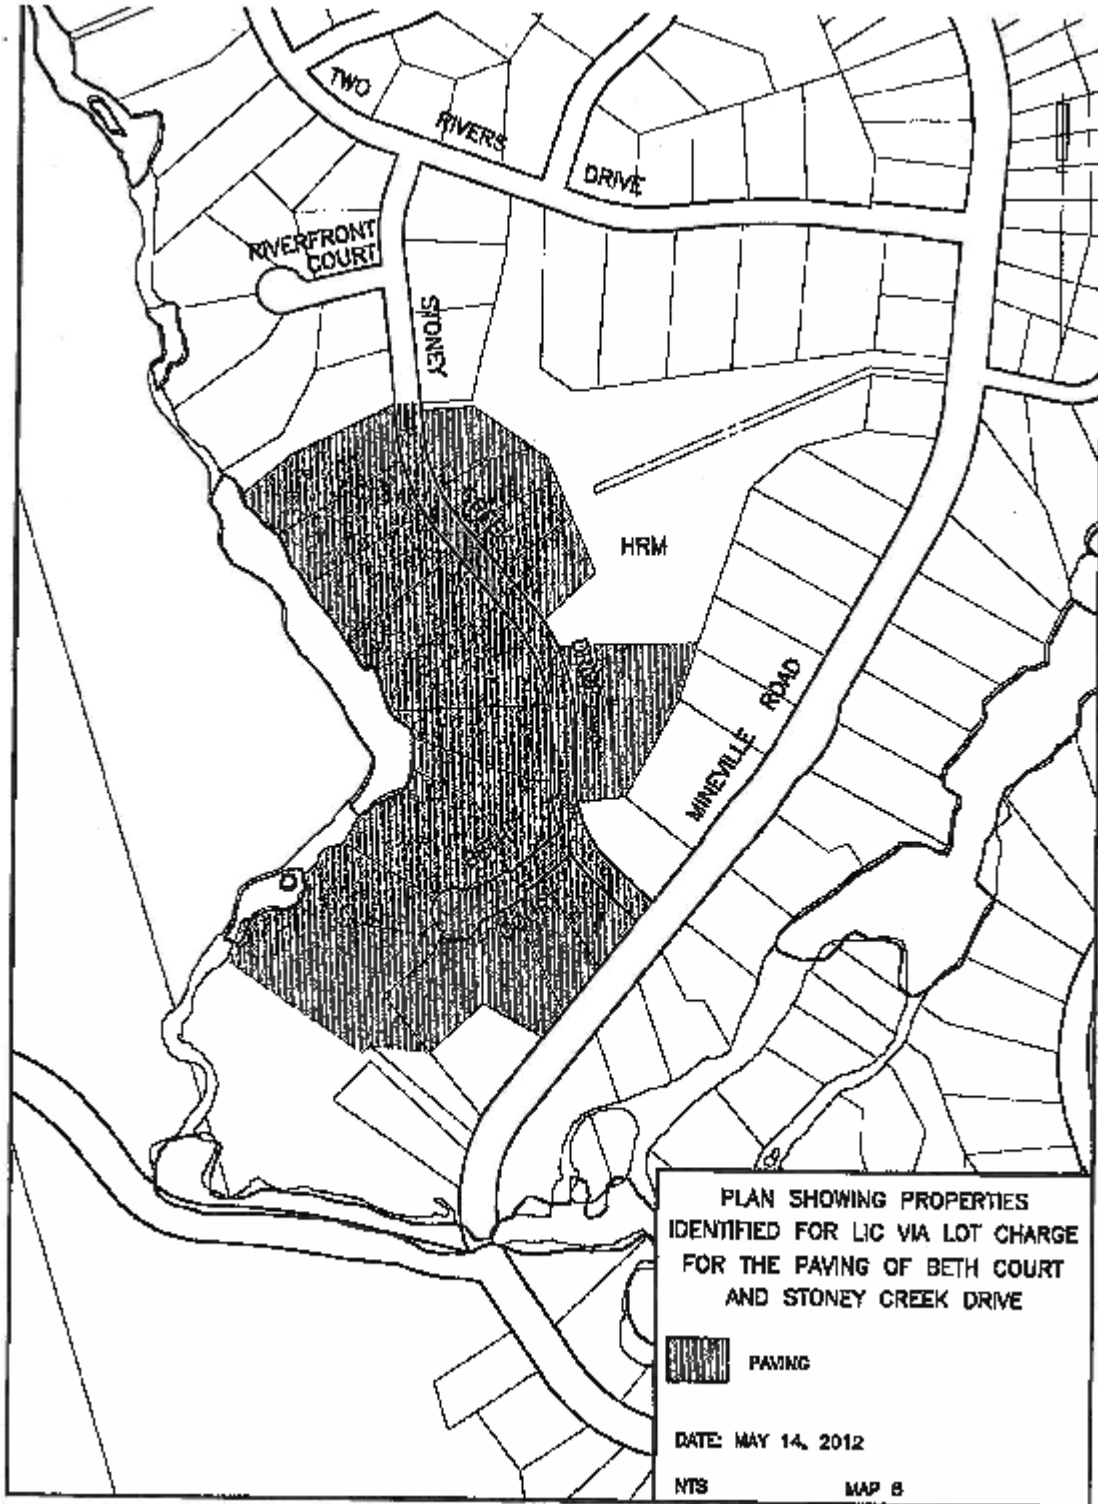 TWO
RIVERS
DRIVE
RIVERFRONT
COURT
STONEY
HRM
DRIVE
MINEVILLE ROAD
PLAN SHOWING PROPERTIES
IDENTIFIED FOR LIC VIA LOT CHARGE
FOR THE PAVING OF BETH COURT
AND STONEY CREEK DRIVE
PAVING
DATE: MAY 14, 2012
NTS
MAP